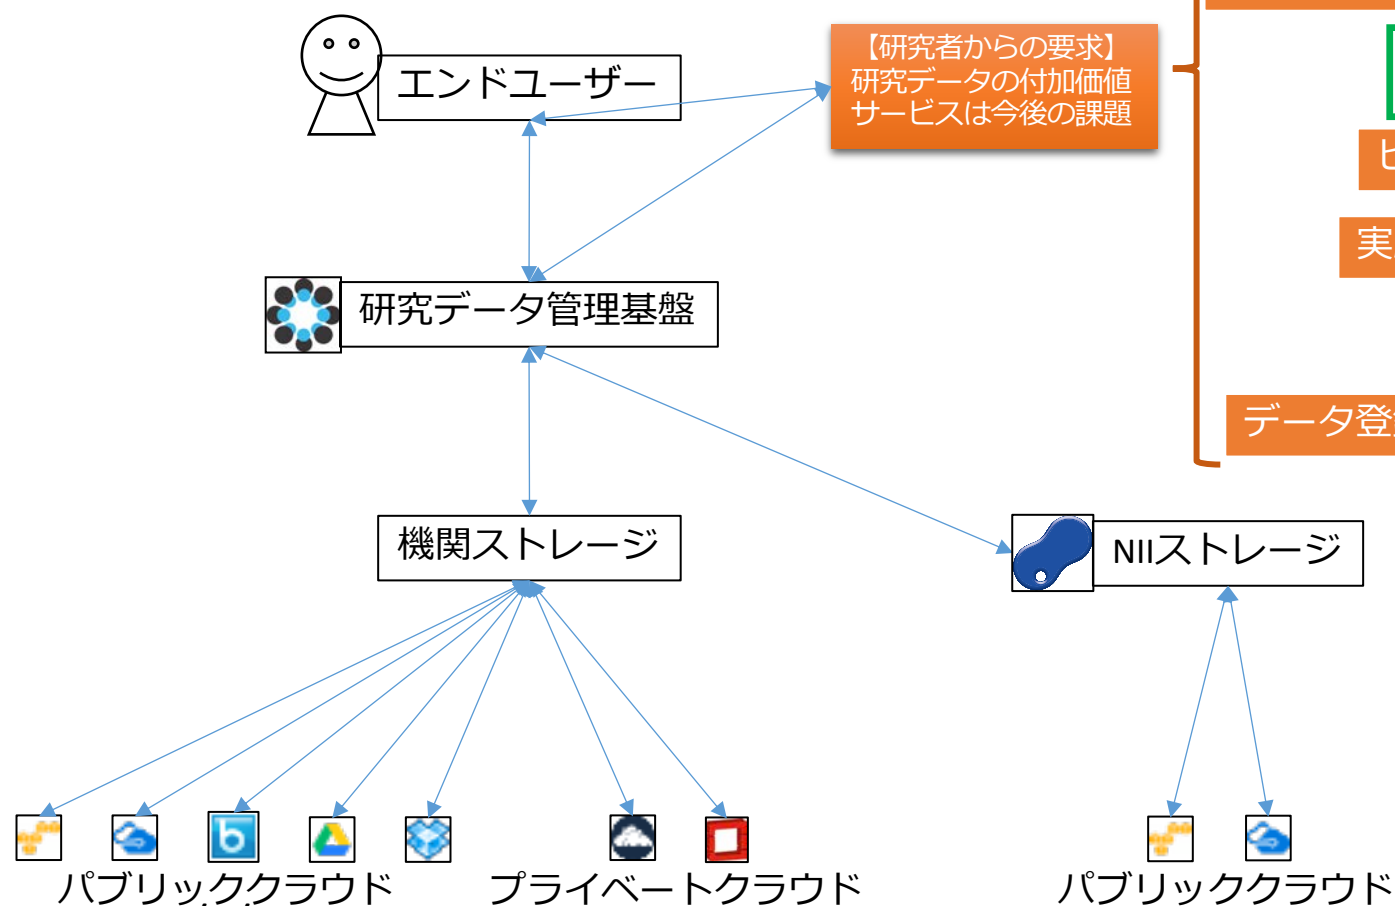 エンドユーザー
【研究者からの要求】
研究データの付加価値
サービスは今後の課題
実
研究データ管理基盤
データ登
機関ストレージ
NIIストレージ
パブリッククラウド
プライベートクラウド
パブリッククラウド